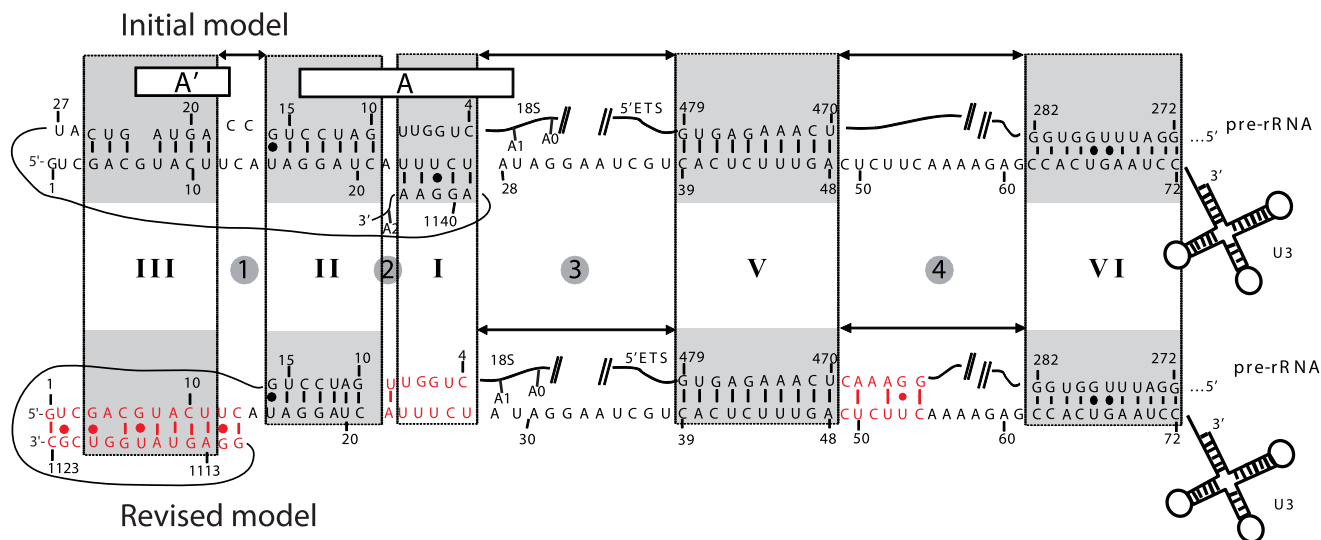 Initial model
A'
A
27
20
15
10
4
18S
5'ETS
479
470
282
272
U A C U G A U G A C C G U C C U A G U U G G U C
A1
A0
G U G A G A A A C U
G G U G G U U U A G G ...5'
pre-rRNA
5'- G U C G A C G U A C U U C A U A G G A U C A U U U C U A U A G G A A U C G U C A C U C U U U G A C U C U U C A A A A G A G C C A C U G A A U C C
1
10
20
28
39
48
50
60
72
3'
A A G G A
3'
A2
1140
U3
III
1
II
2
I
3
V
4
VI
15
10
4
18S
5'ETS
479
470
282
272
A1
A0
pre-rRNA
G U C C U A G U U G G U C
G U G A G A A A C U C A A A G G
G G U G G U U U A G G ...5'
1
10
5'- G U C G A C G U A C U U C A U A G G A U C A U U U C U A U A G G A A U C G U C A C U C U U U G A C U C U U C A A A A G A G C C A C U G A A U C C
3'- C G C U G G U A U G A G G
20
30
39
48
50
60
72
3'
1123
1113
U3
Revised model